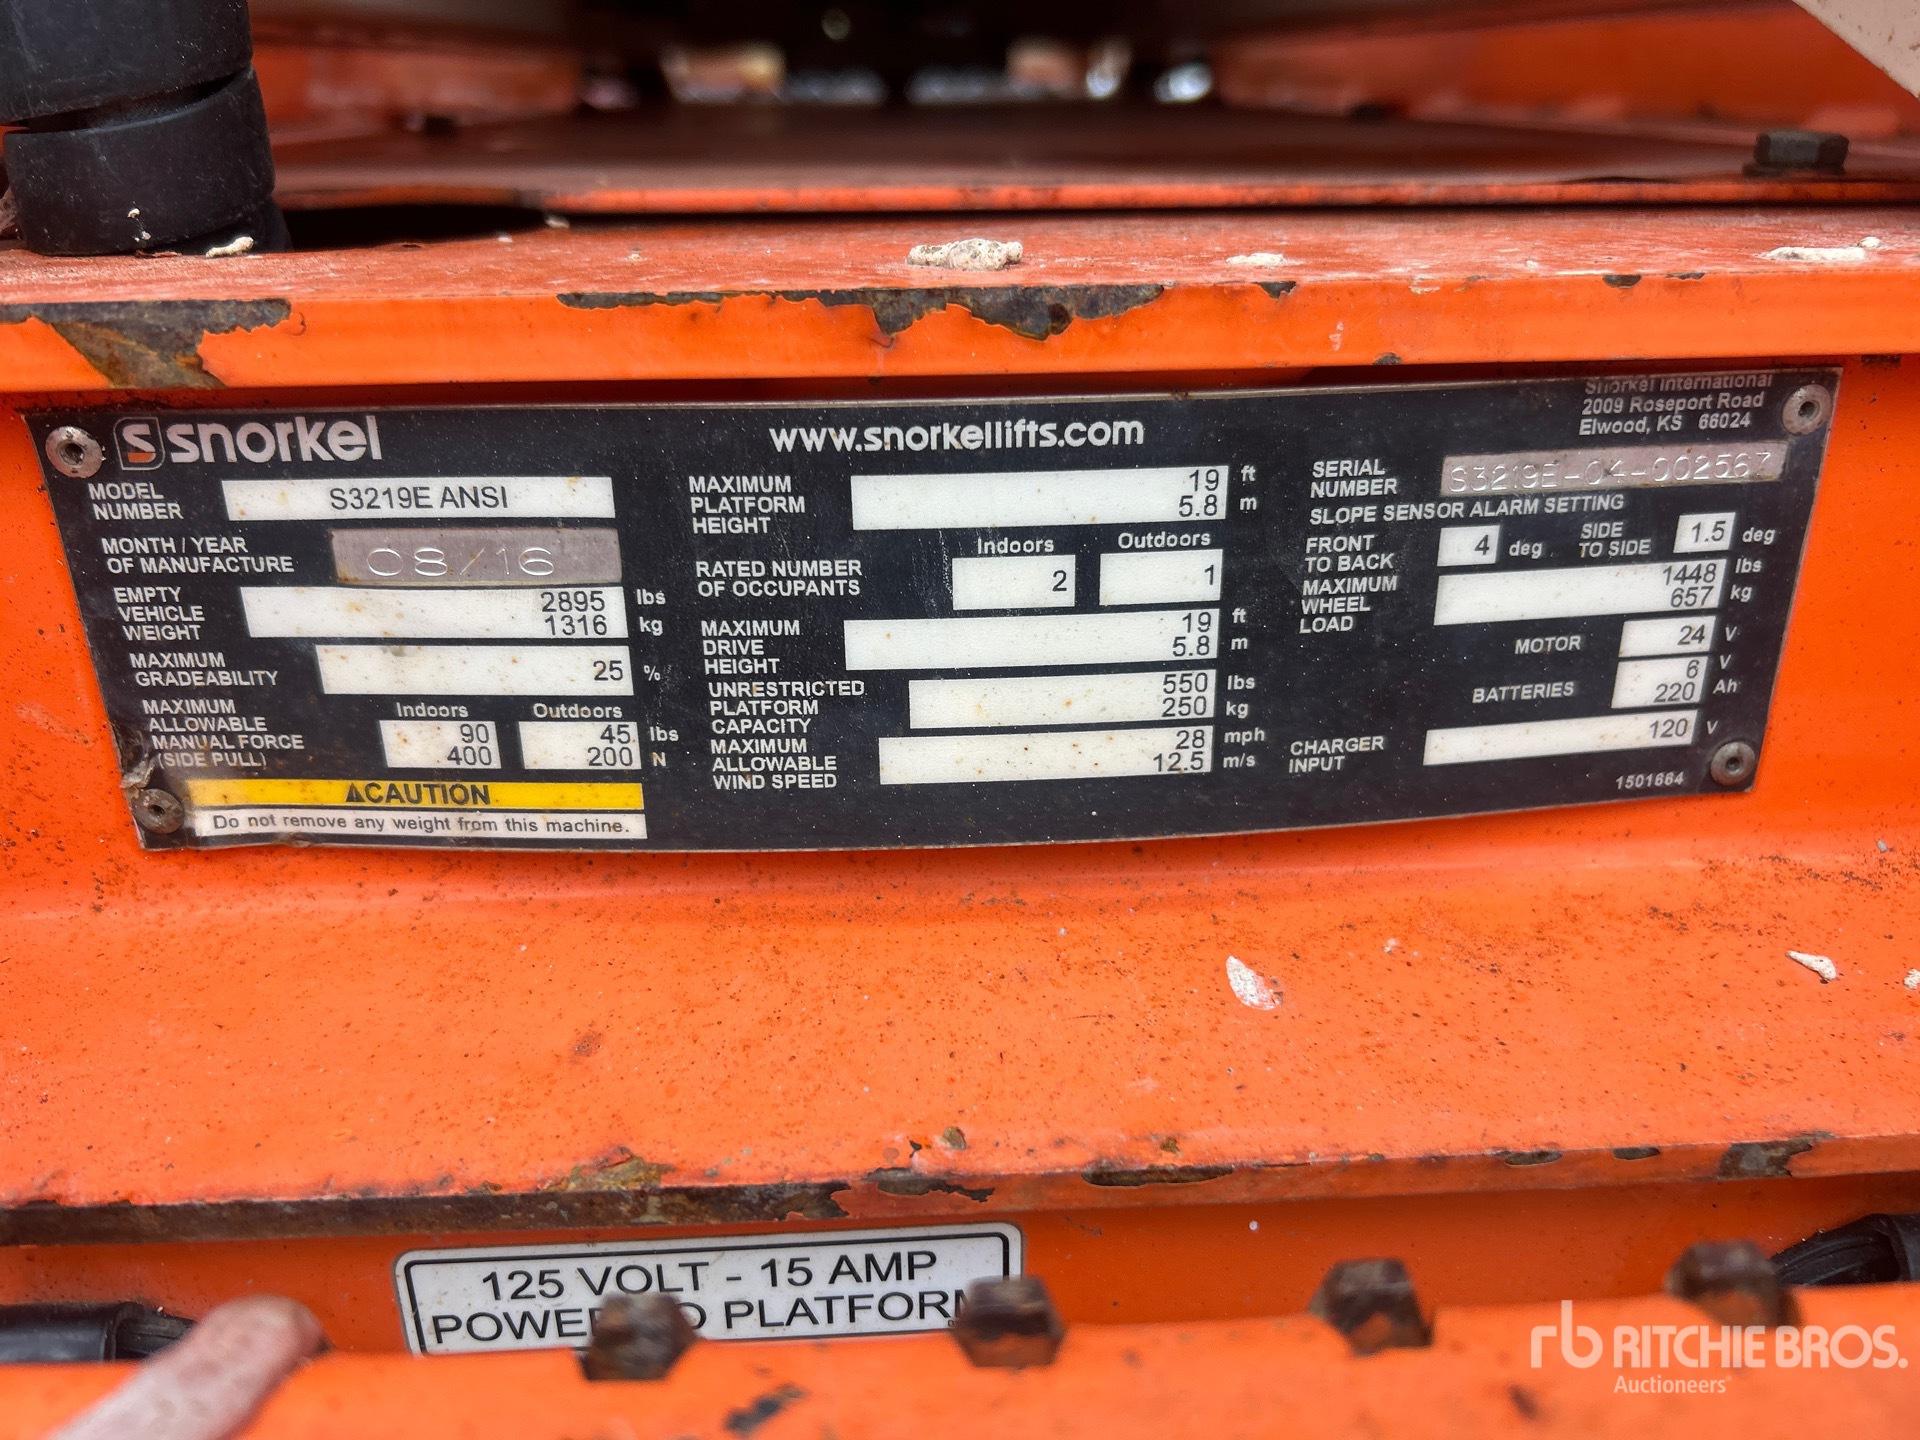 snorkel
www.snorkellifts.com
Snorkel International
2009 Roseport Road
Elwood, KS 66024
MODEL NUMBER S3219E ANSI
MONTH / YEAR OF MANUFACTURE 08/16
EMPTY VEHICLE WEIGHT 2895 lbs 1316 kg
MAXIMUM GRADEABILITY 25 %
MAXIMUM ALLOWABLE MANUAL FORCE (SIDE PULL) Indoors 90 400 Outdoors 45 lbs 200 N
CAUTION
Do not remove any weight from this machine.
MAXIMUM PLATFORM HEIGHT 19 ft 5.8 m
RATED NUMBER OF OCCUPANTS Indoors 2 Outdoors 1
MAXIMUM DRIVE HEIGHT 19 ft 5.8 m
UNRESTRICTED PLATFORM CAPACITY 550 lbs 250 kg
MAXIMUM ALLOWABLE WIND SPEED 28 mph 12.5 m/s
SERIAL NUMBER S3219E-04-002567
SLOPE SENSOR ALARM SETTING
FRONT TO BACK 4 deg SIDE TO SIDE 1.5 deg
MAXIMUM WHEEL LOAD 1448 lbs 657 kg
MOTOR 24 V
BATTERIES 6 V 220 Ah
CHARGER INPUT 120 V
1501664
125 VOLT - 15 AMP
PLATFORM
rb RITCHIE BROS.
Auctioneers